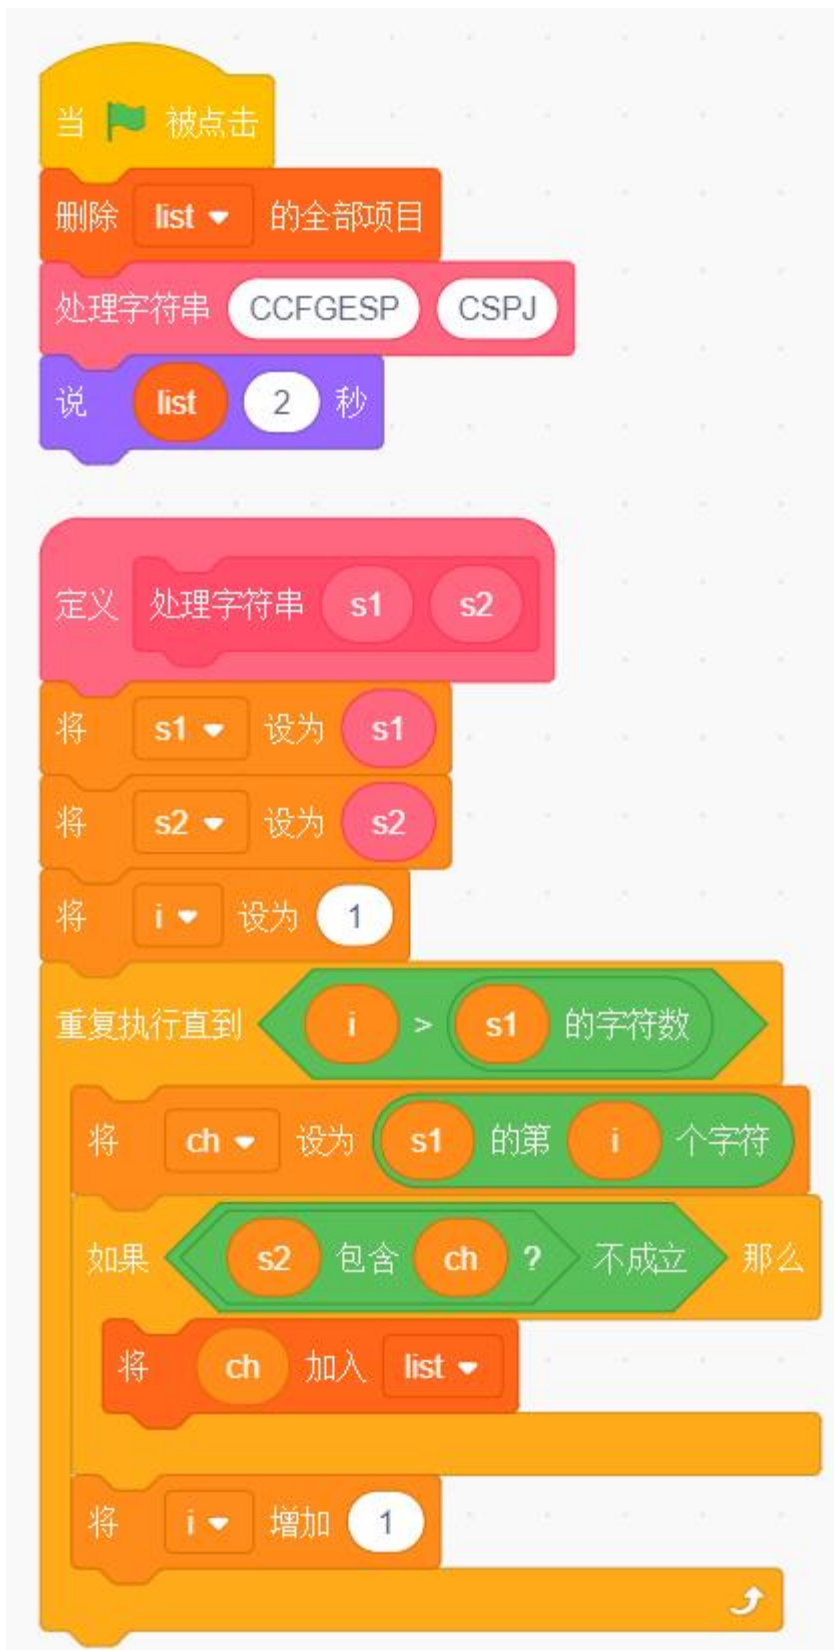 当 被点击
删除 list 的全部项目
处理字符串 CCFGESP CSPJ
说 list 2 秒
定义 处理字符串 s1 s2
将 s1 设为 s1
将 s2 设为 s2
将 i 设为 1
重复执行直到 i > s1 的字符数
将 ch 设为 s1 的第 i 个字符
如果 s2 包含 ch ? 不成立 那么
将 ch 加入 list
将 i 增加 1